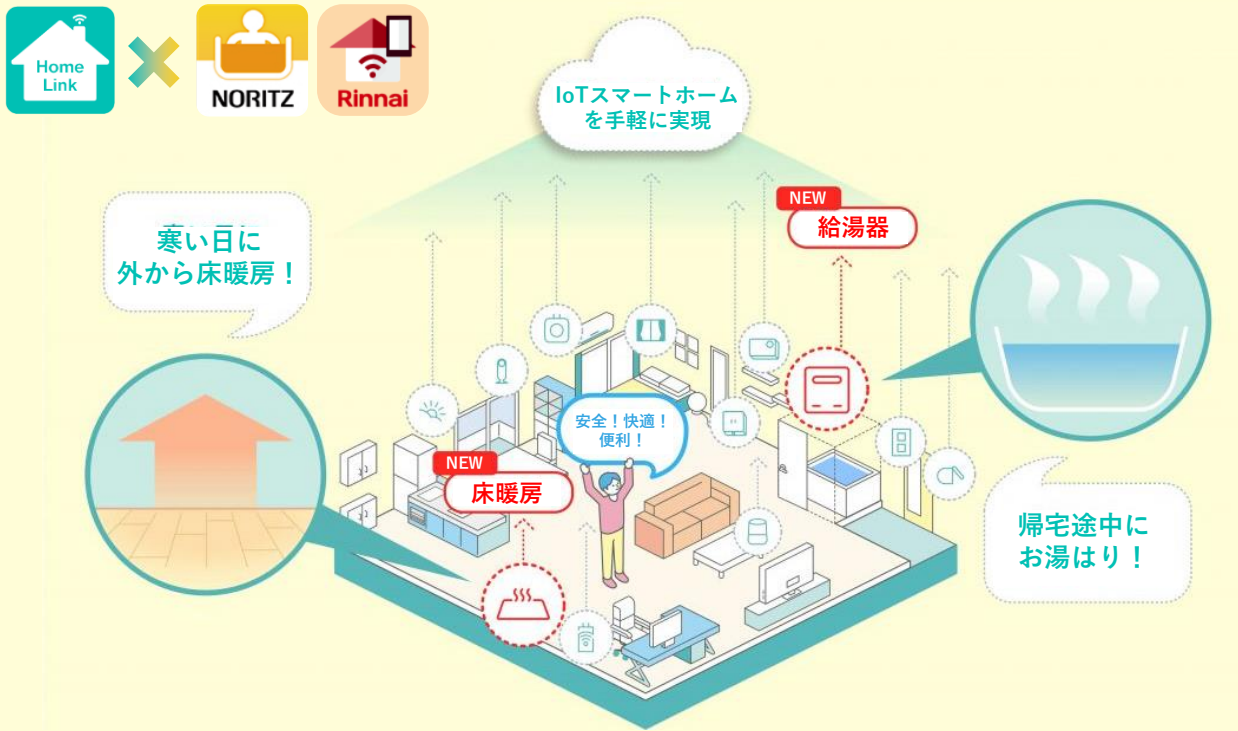 Home
Link
NORITZ
Rinnai
IoTスマートホーム
を手軽に実現
NEW
給湯器
寒い日に
外から床暖房！
安全！快適！
便利！
NEW
床暖房
帰宅途中に
お湯はり！